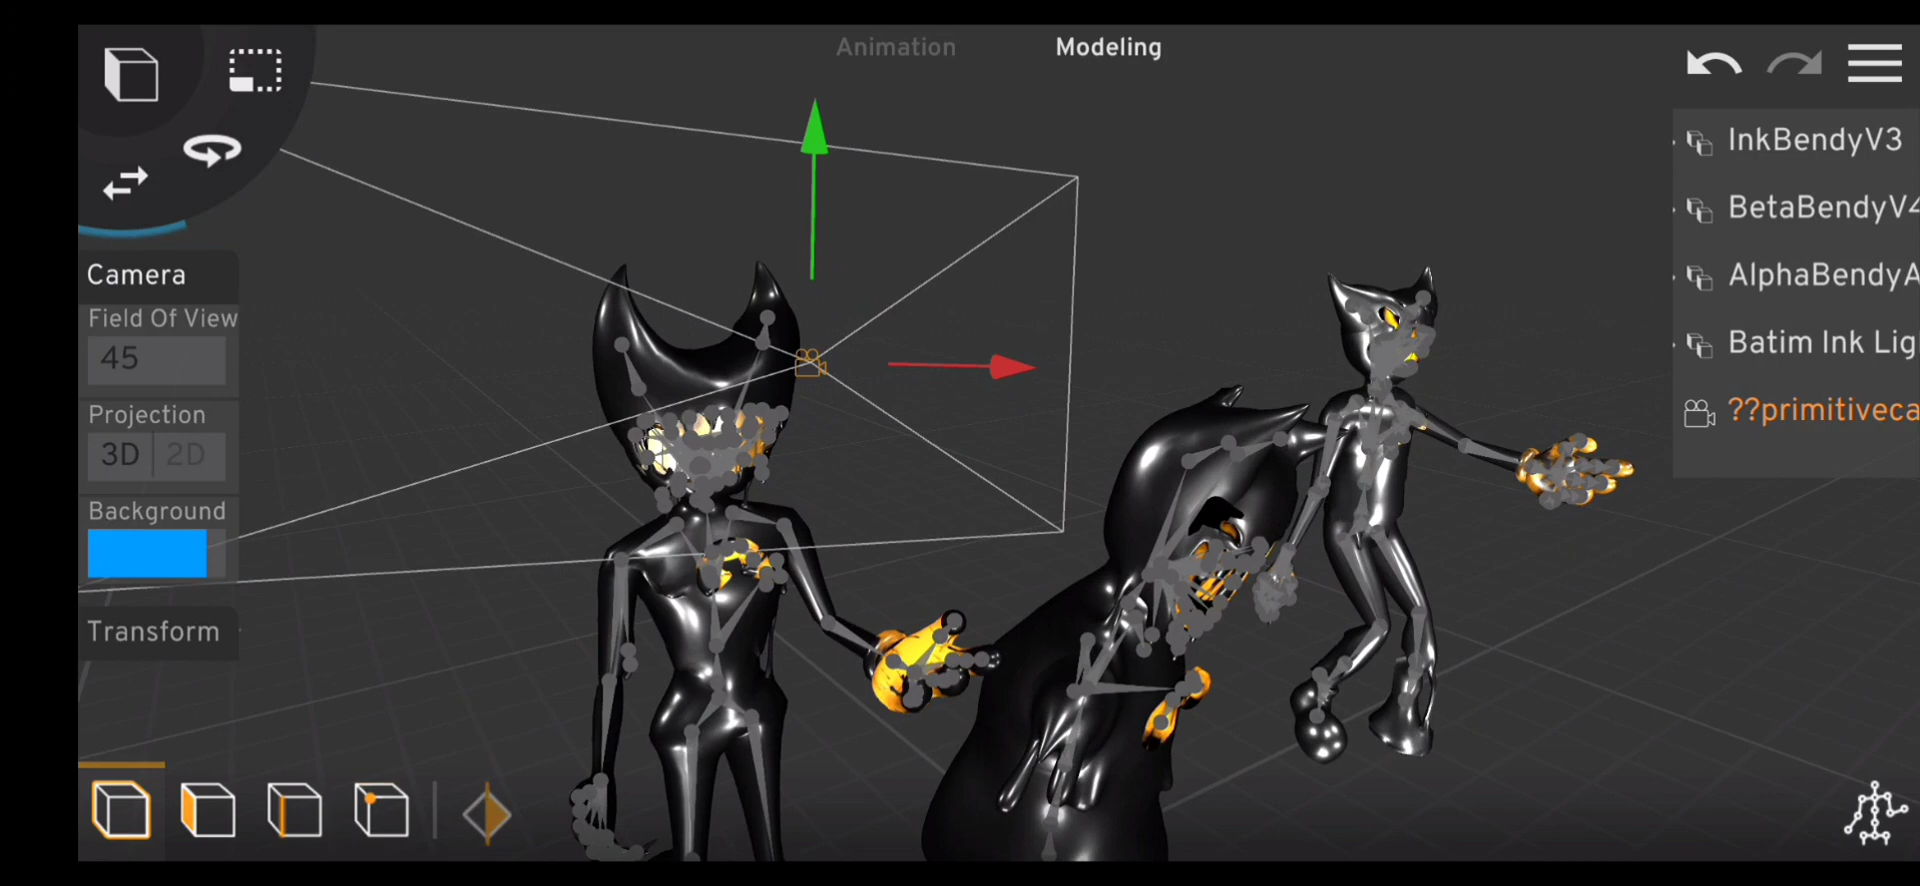 Animation
Modeling
InkBendyV3
BetaBendyV4
AlphaBendyA
Batim Ink Lig
??primitiveca
Camera
Field Of View
45
Projection
3D 2D
Background
Transform